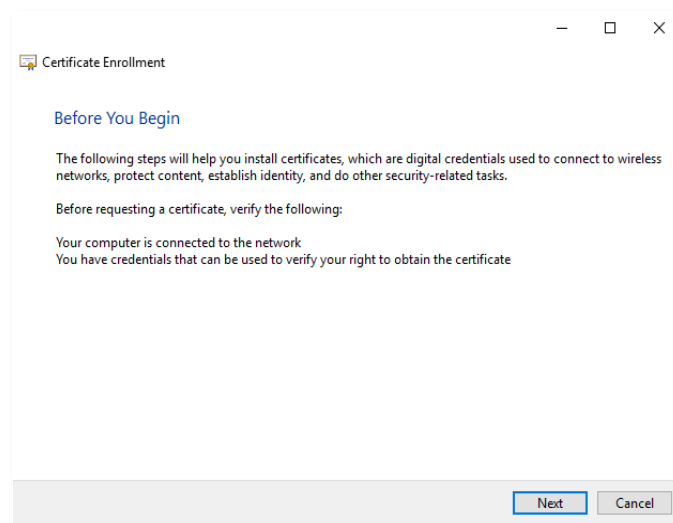 Certificate Enrollment
Before You Begin
The following steps will help you install certificates, which are digital credentials used to connect to wireless
networks, protect content, establish identity, and do other security-related tasks.
Before requesting a certificate, verify the following:
Your computer is connected to the network
You have credentials that can be used to verify your right to obtain the certificate
Next
Cancel